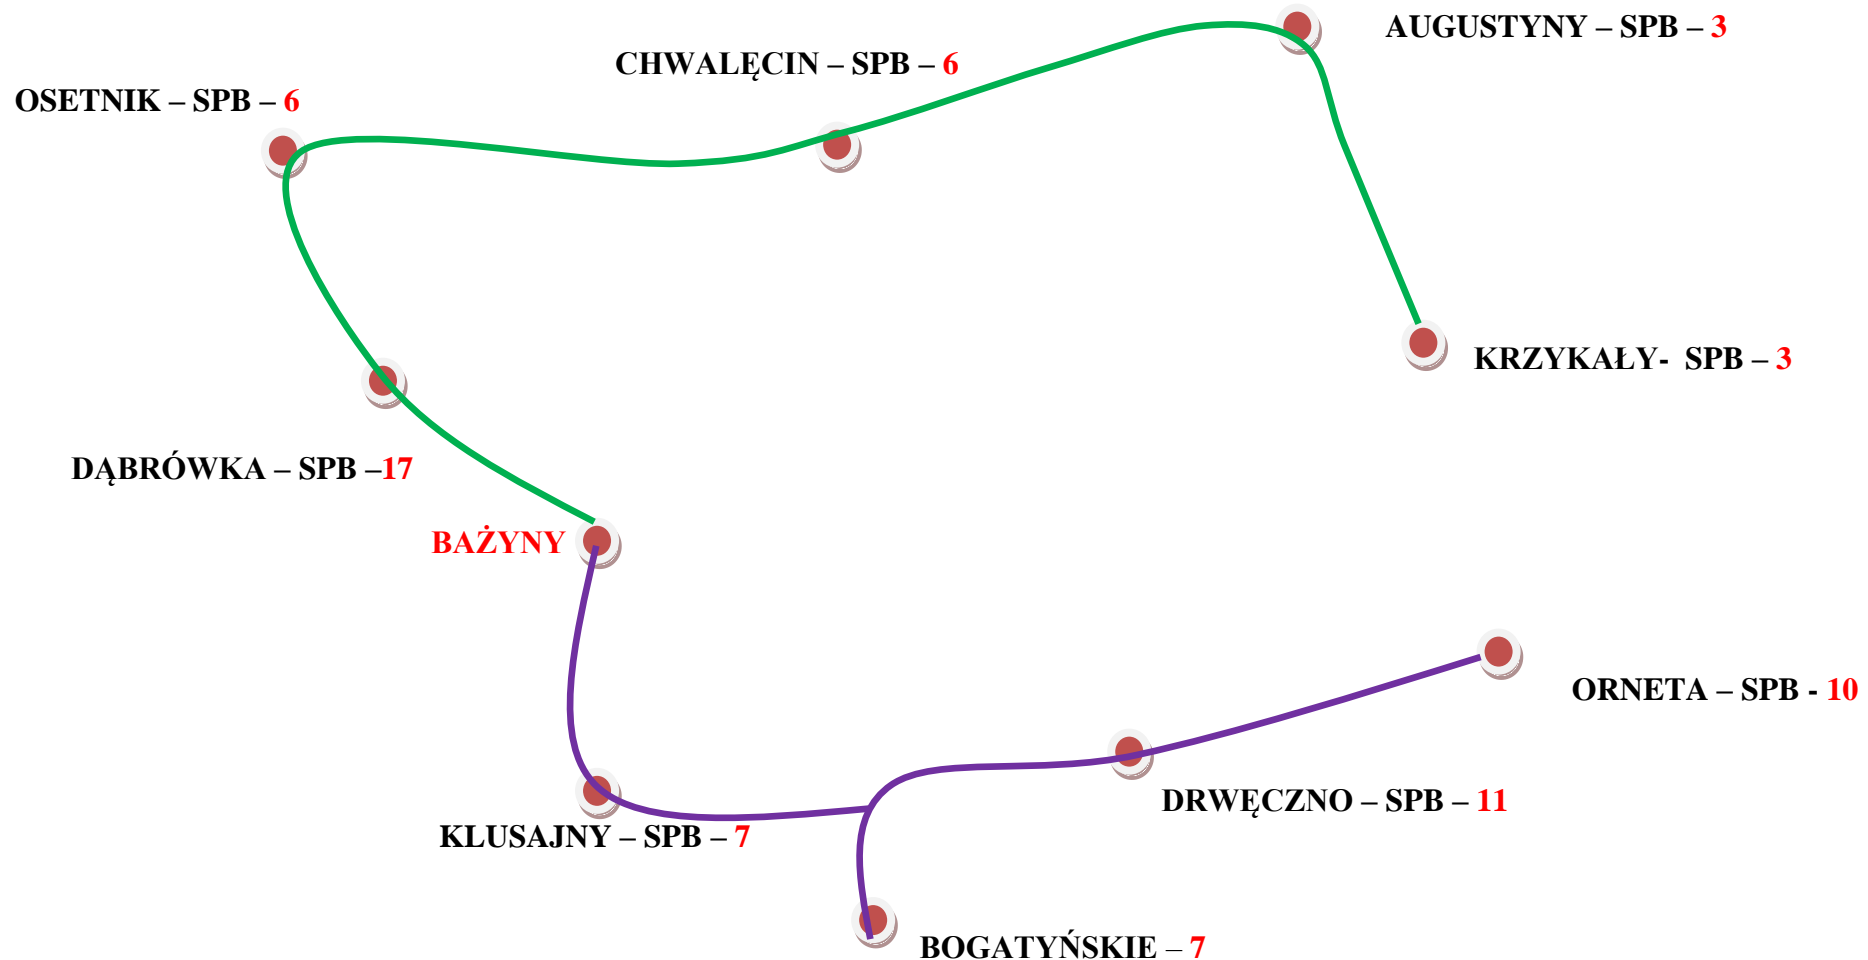 AUGUSTYNY – SPB – 3
CHWALĘCIN – SPB – 6
OSETNIK – SPB – 6
KRZYKAŁY- SPB – 3
DĄBRÓWKA – SPB –17
BAŻYNY
ORNETA – SPB - 10
DRWĘCZNO – SPB – 11
KLUSAJNY – SPB – 7
BOGATYŃSKIE – 7